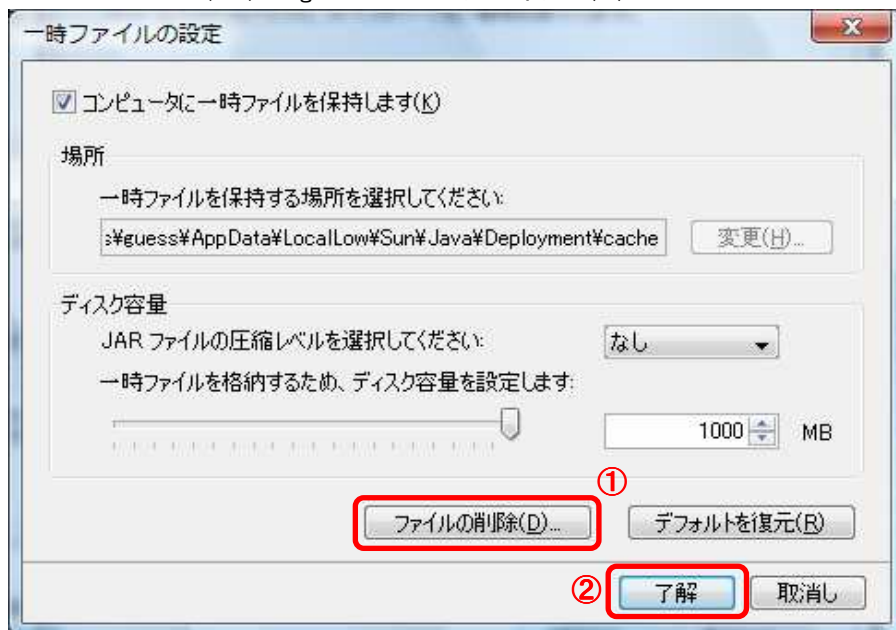 一時ファイルの設定
コンピュータに一時ファイルを保持します(K)
場所
一時ファイルを保持する場所を選択してください:
s¥guess¥AppData¥LocalLow¥Sun¥Java¥Deployment¥cache 変更(H)...
ディスク容量
JAR ファイルの圧縮レベルを選択してください: なし
一時ファイルを格納するため、ディスク容量を設定します:
1000 MB
①
ファイルの削除(D)... デフォルトを復元(R)
② 了解 取消し